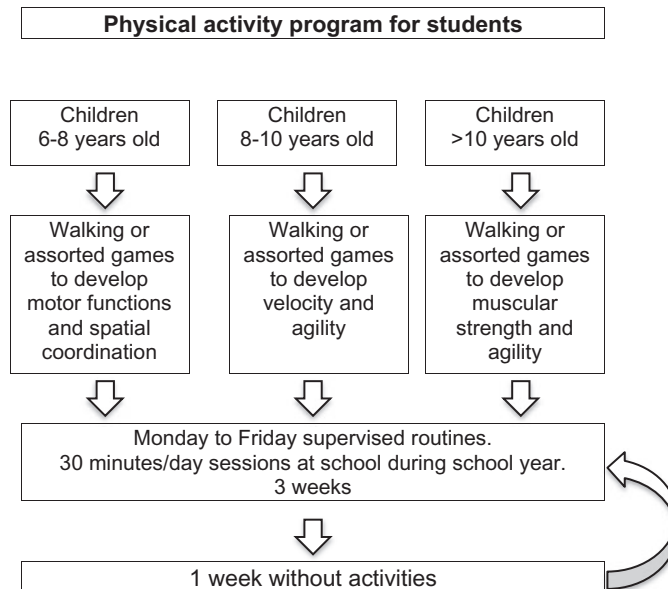 Physical activity program for students
Children
6-8 years old
Children
8-10 years old
Children
>10 years old
Walking or
assorted games
to develop
motor functions
and spatial
coordination
Walking or
assorted games
to develop
velocity and
agility
Walking or
assorted games
to develop
muscular
strength and
agility
Monday to Friday supervised routines.
30 minutes/day sessions at school during school year.
3 weeks
1 week without activities